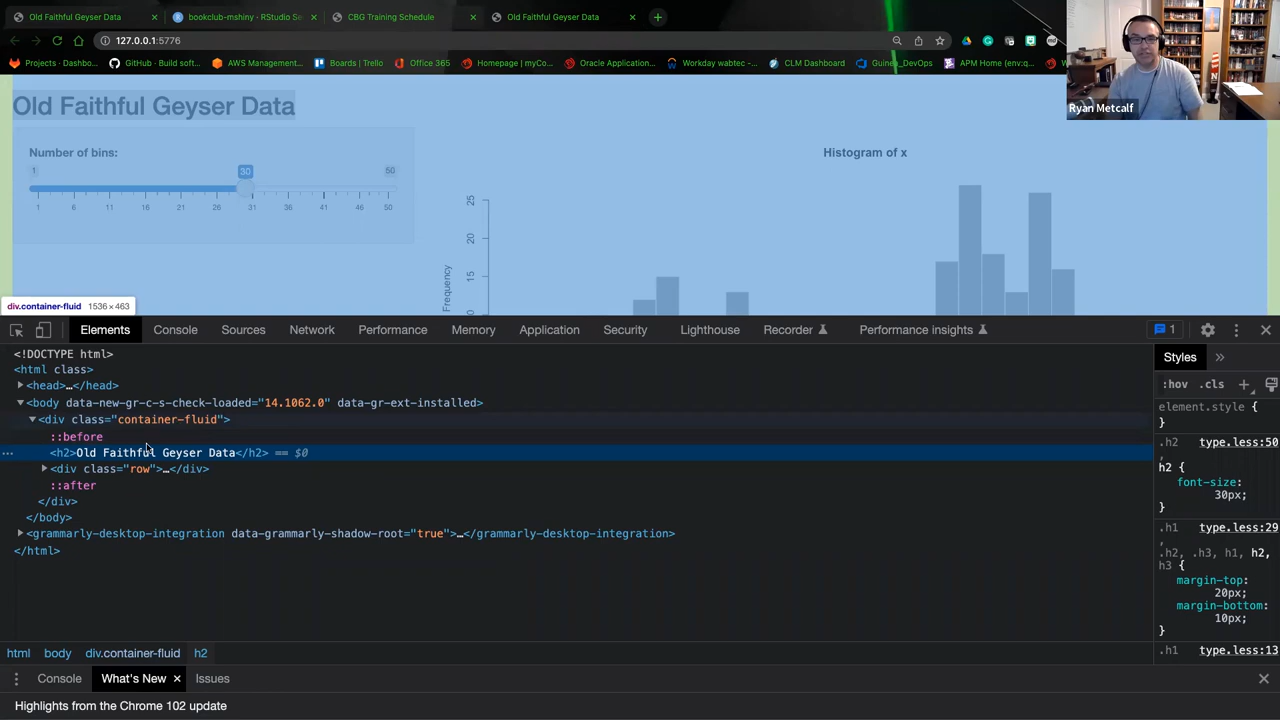 Old Faithful Geyser Data
bookclub-mshiny - RStudio Se
CBG Training Schedule
Old Faithful Geyser Data
127.0.0.1:5776
Projects · Dashbo...
GitHub · Build soft...
AWS Management...
Boards | Trello
Office 365
Homepage | myCo...
Oracle Application...
Workday wabtec -...
CLM Dashboard
Guinea_DevOps
APM Home (env:q...
Ryan Metcalf
Old Faithful Geyser Data
Number of bins:
1
30
50
1 6 11 16 21 26 31 36 41 46 50
Histogram of x
25
20
15
Frequency
div.container-fluid 1536 × 463
Elements
Console
Sources
Network
Performance
Memory
Application
Security
Lighthouse
Recorder
Performance insights
1
<!DOCTYPE html>
<html class>
<head>…</head>
<body data-new-gr-c-s-check-loaded="14.1062.0" data-gr-ext-installed>
<div class="container-fluid">
::before
<h2>Old Faithful Geyser Data</h2> == $0
<div class="row">…</div>
::after
</div>
</body>
<grammarly-desktop-integration data-grammarly-shadow-root="true">…</grammarly-desktop-integration>
</html>
Styles
:hov .cls
element.style {
}
.h2 type.less:50
,
h2 {
font-size:
30px;
}
.h1 type.less:29
,
.h2, .h3, h1, h2,
h3 {
margin-top:
20px;
margin-bottom:
10px;
}
.h1 type.less:13
html body div.container-fluid h2
Console
What's New
Issues
Highlights from the Chrome 102 update